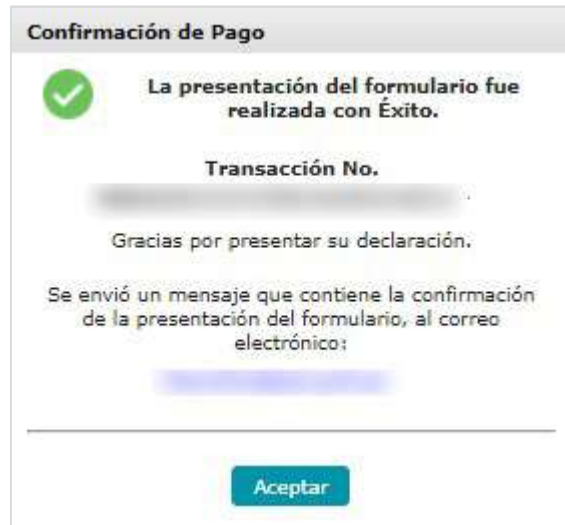 Confirmación de Pago
La presentación del formulario fue
realizada con Éxito.
Transacción No.
Gracias por presentar su declaración.
Se envió un mensaje que contiene la confirmación
de la presentación del formulario, al correo
electrónico:
Aceptar